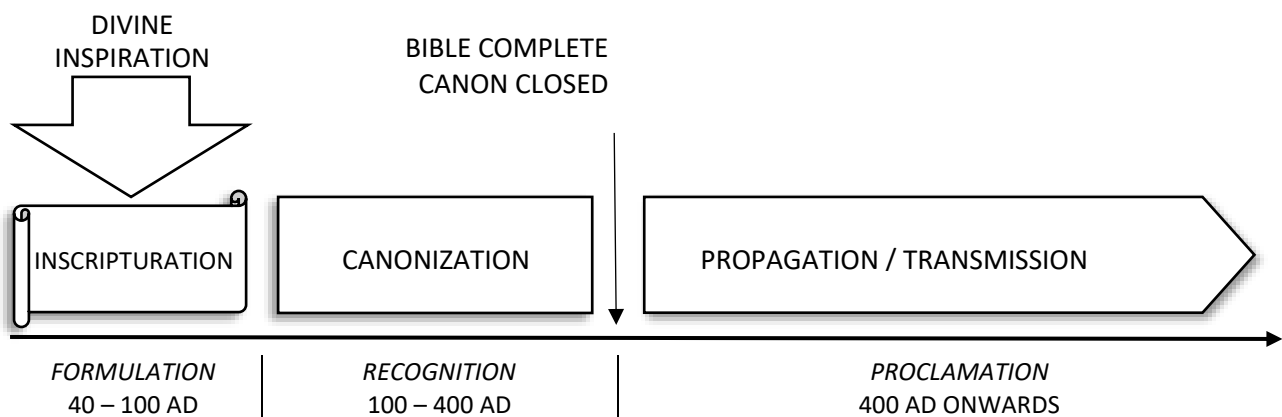 DIVINE
INSPIRATION
BIBLE COMPLETE
CANON CLOSED
INSCRIPTURATION
CANONIZATION
PROPAGATION / TRANSMISSION
FORMULATION
40 – 100 AD
RECOGNITION
100 – 400 AD
PROCLAMATION
400 AD ONWARDS